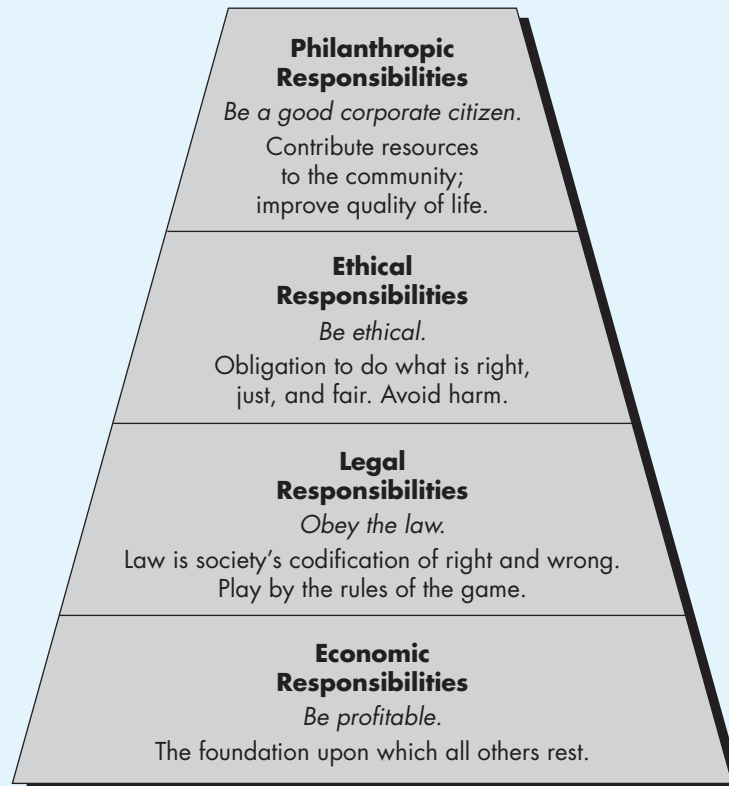 Philanthropic
Responsibilities
Be a good corporate citizen.
Contribute resources
to the community;
improve quality of life.
Ethical
Responsibilities
Be ethical.
Obligation to do what is right,
just, and fair. Avoid harm.
Legal
Responsibilities
Obey the law.
Law is society’s codification of right and wrong.
Play by the rules of the game.
Economic
Responsibilities
Be profitable.
The foundation upon which all others rest.